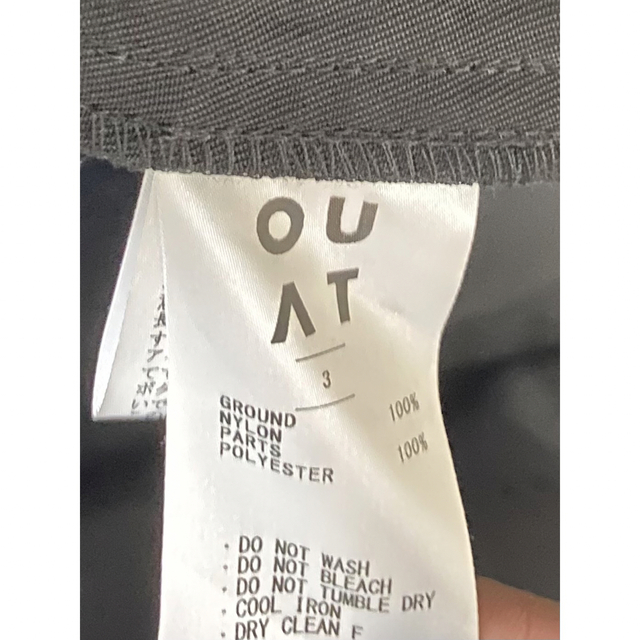 OU
ΛT
3
GROUND
NYLON 100%
PARTS
POLYESTER 100%
・DO NOT WASH
・DO NOT BLEACH
・DO NOT TUMBLE DRY
・COOL IRON
・DRY CLEAN F